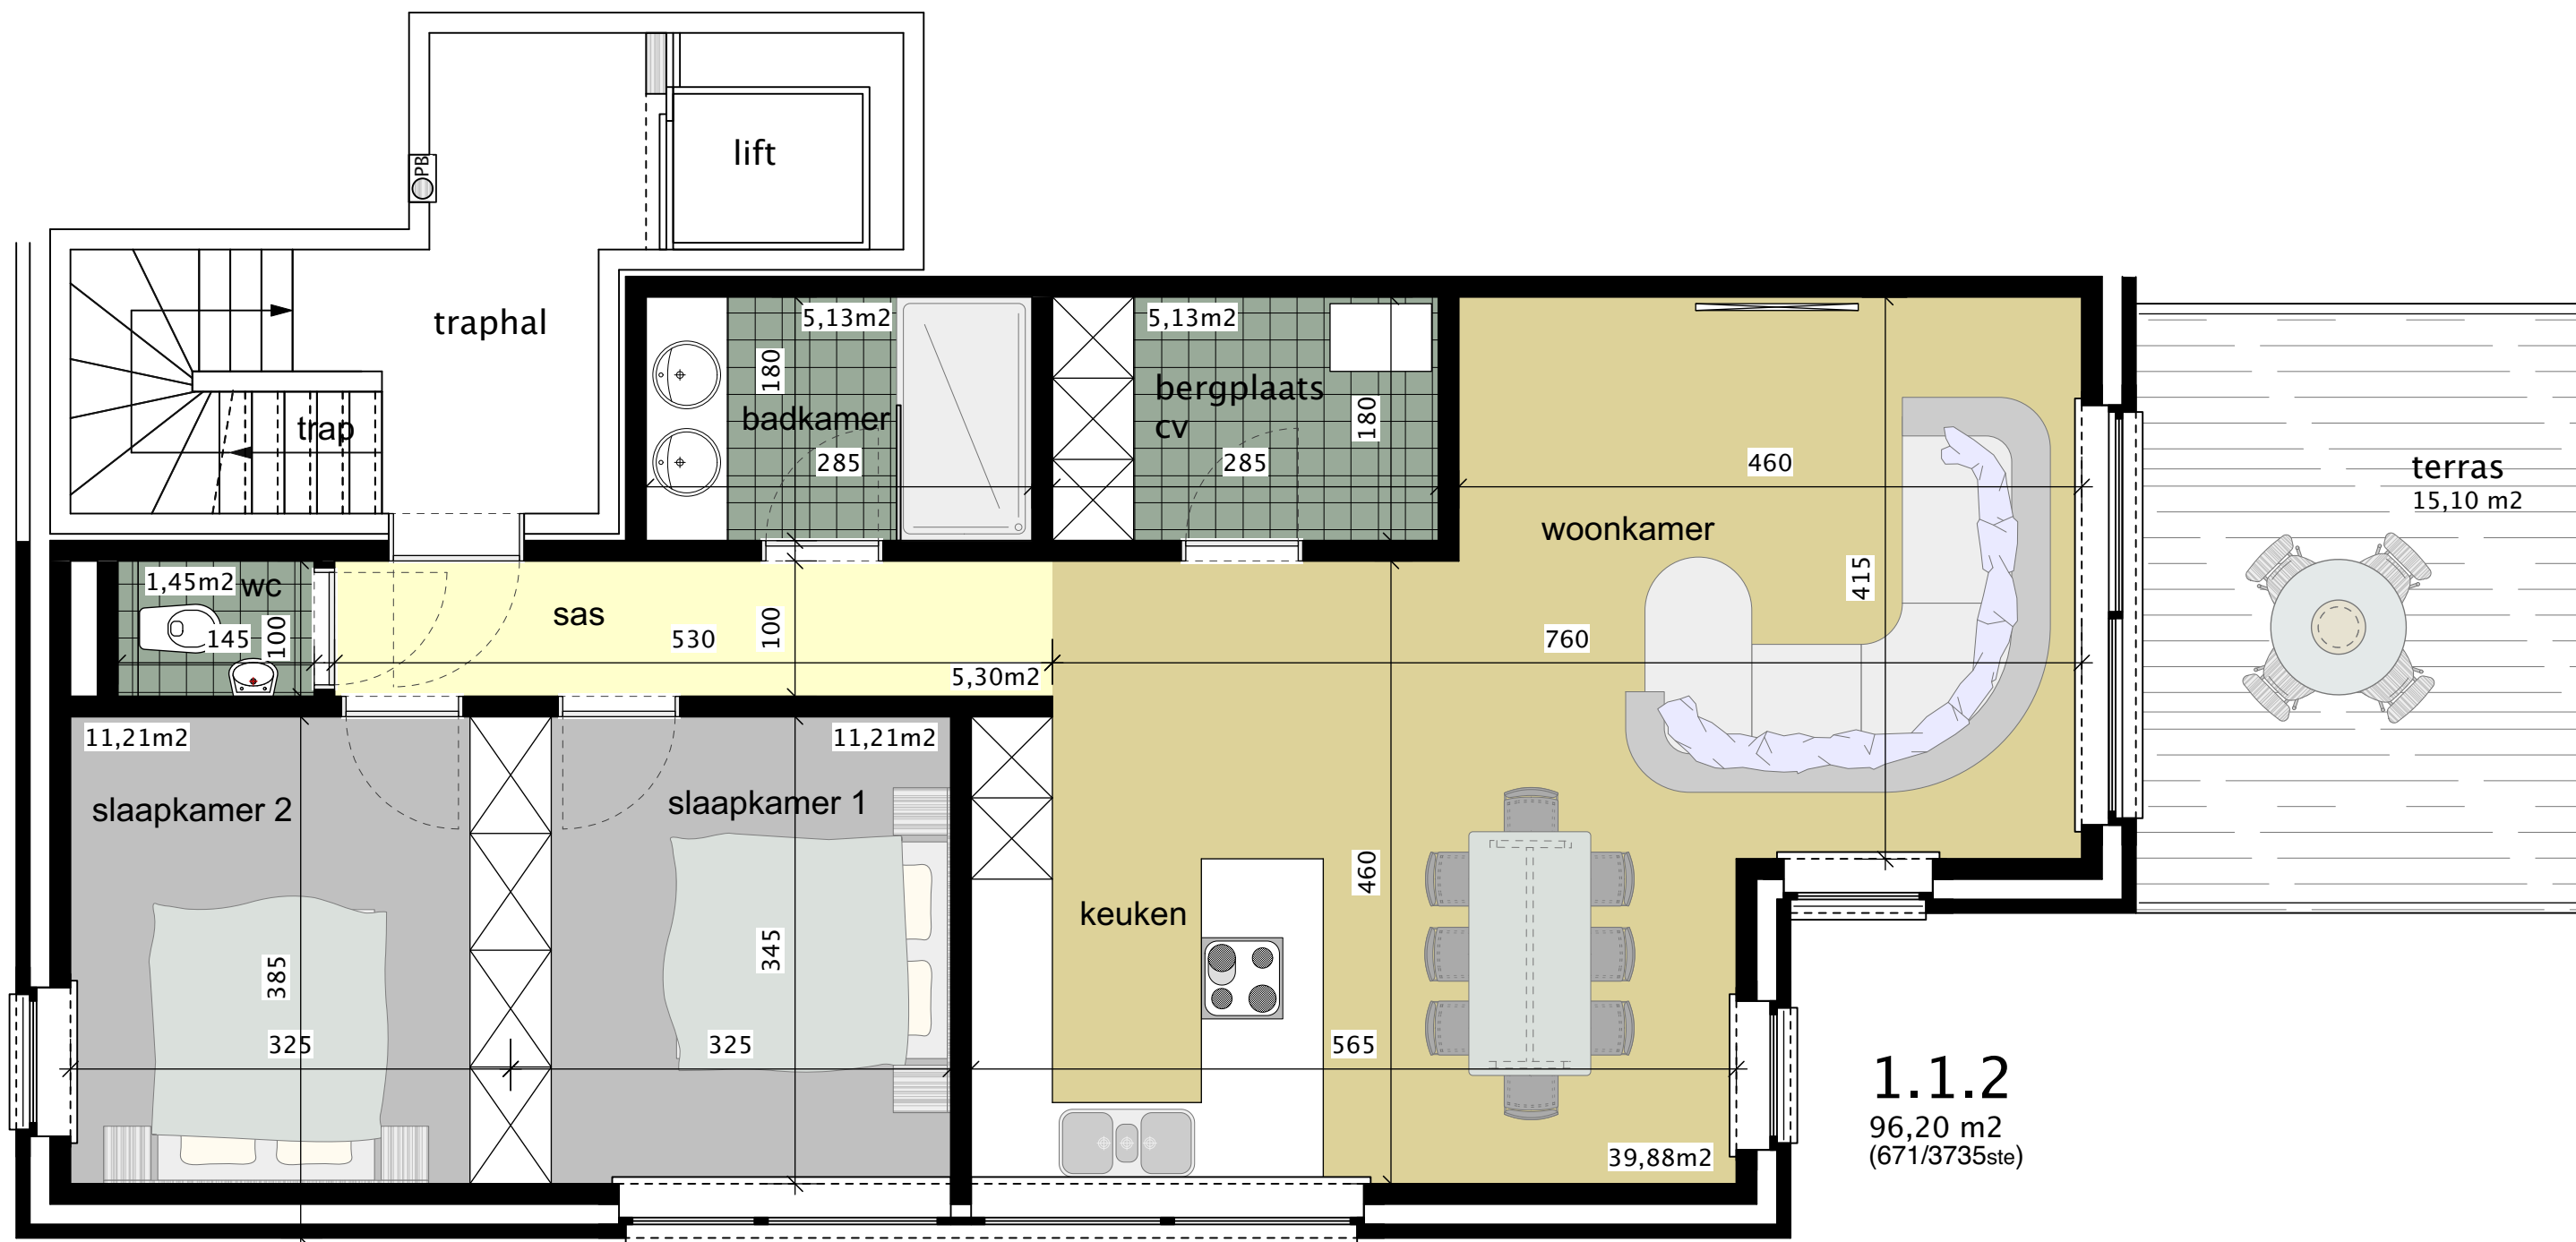 lift
PB
traphal
trap
5,13m2
180
badkamer
285
5,13m2
bergplaats
cv
180
285
460
woonkamer
terras
15,10 m2
1,45m2
wc
145
100
sas
530
100
5,30m2
760
415
11,21m2
slaapkamer 2
385
325
11,21m2
slaapkamer 1
345
325
keuken
460
565
39,88m2
1.1.2
96,20 m2
(671/3735ste)